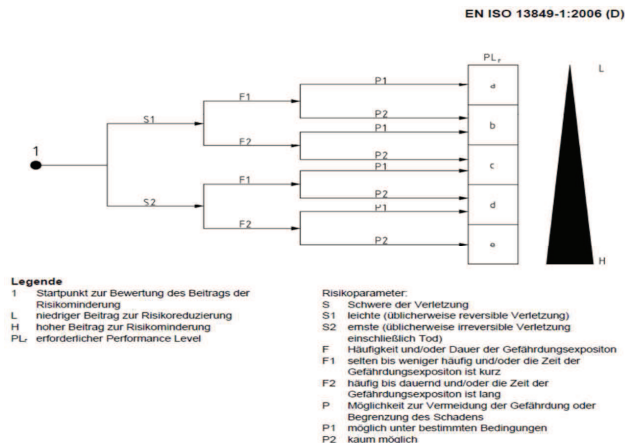 EN ISO 13849-1:2006 (D)
PLr
L
P1
a
F1
P2
b
S1
P1
F2
P2
c
1
P1
F1
P2
d
S2
P1
F2
P2
e
H
Legende
1 Startpunkt zur Bewertung des Beitrags der
Risikominderung
L niedriger Beitrag zur Risikoreduzierung
H hoher Beitrag zur Risikominderung
PLr erforderlicher Performance Level
Risikoparameter:
S Schwere der Verletzung
S1 leichte (üblicherweise reversible Verletzung)
S2 ernste (üblicherweise irreversible Verletzung
einschließlich Tod)
F Häufigkeit und/oder Dauer der Gefährdungsexpositon
F1 selten bis weniger häufig und/oder die Zeit der
Gefährdungsexpositon ist kurz
F2 häufig bis dauernd und/oder die Zeit der
Gefährdungsexpositon ist lang
P Möglichkeit zur Vermeidung der Gefährdung oder
Begrenzung des Schadens
P1 möglich unter bestimmten Bedingungen
P2 kaum möglich